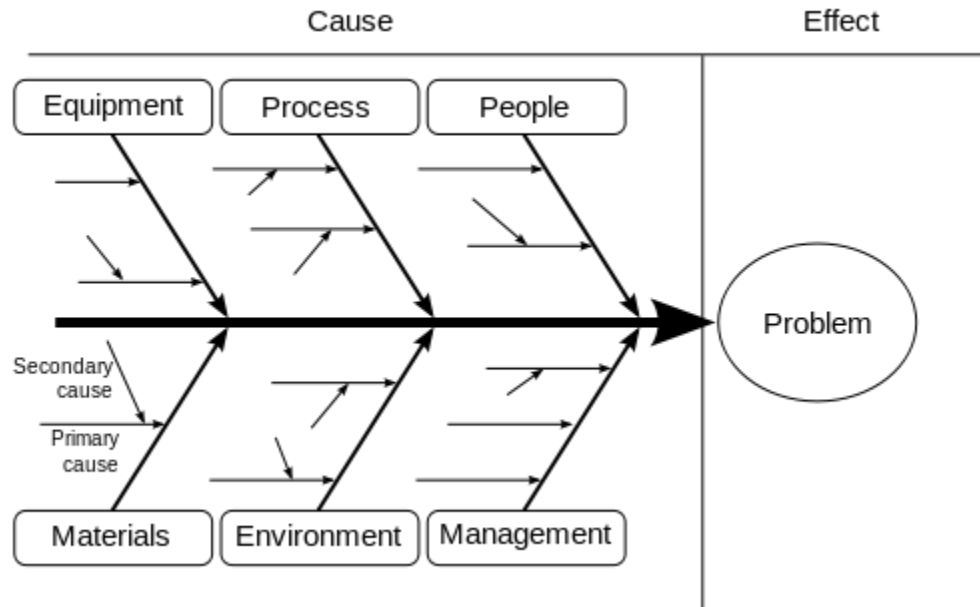 Cause
Effect
Equipment
Process
People
Problem
Secondary
cause
Primary
cause
Materials
Environment
Management